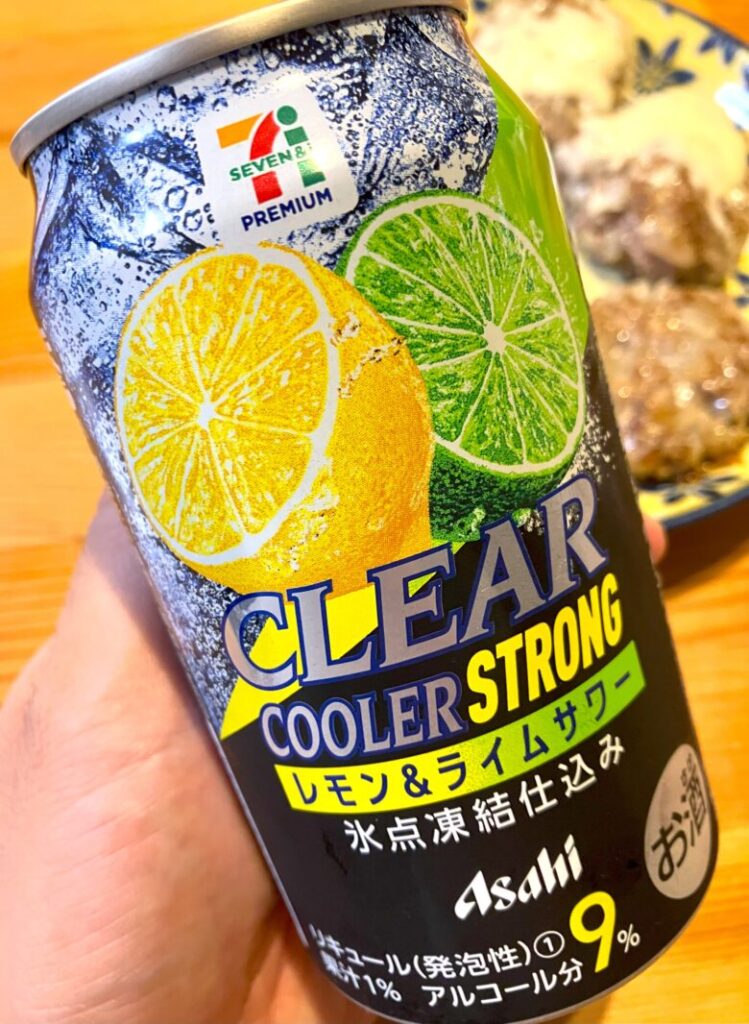 SEVEN & i
PREMIUM
CLEAR
COOLER STRONG
レモン&ライムサワー
氷点凍結仕込み
お酒
Asahi
リキュール(発泡性)①
果汁1% アルコール分9%